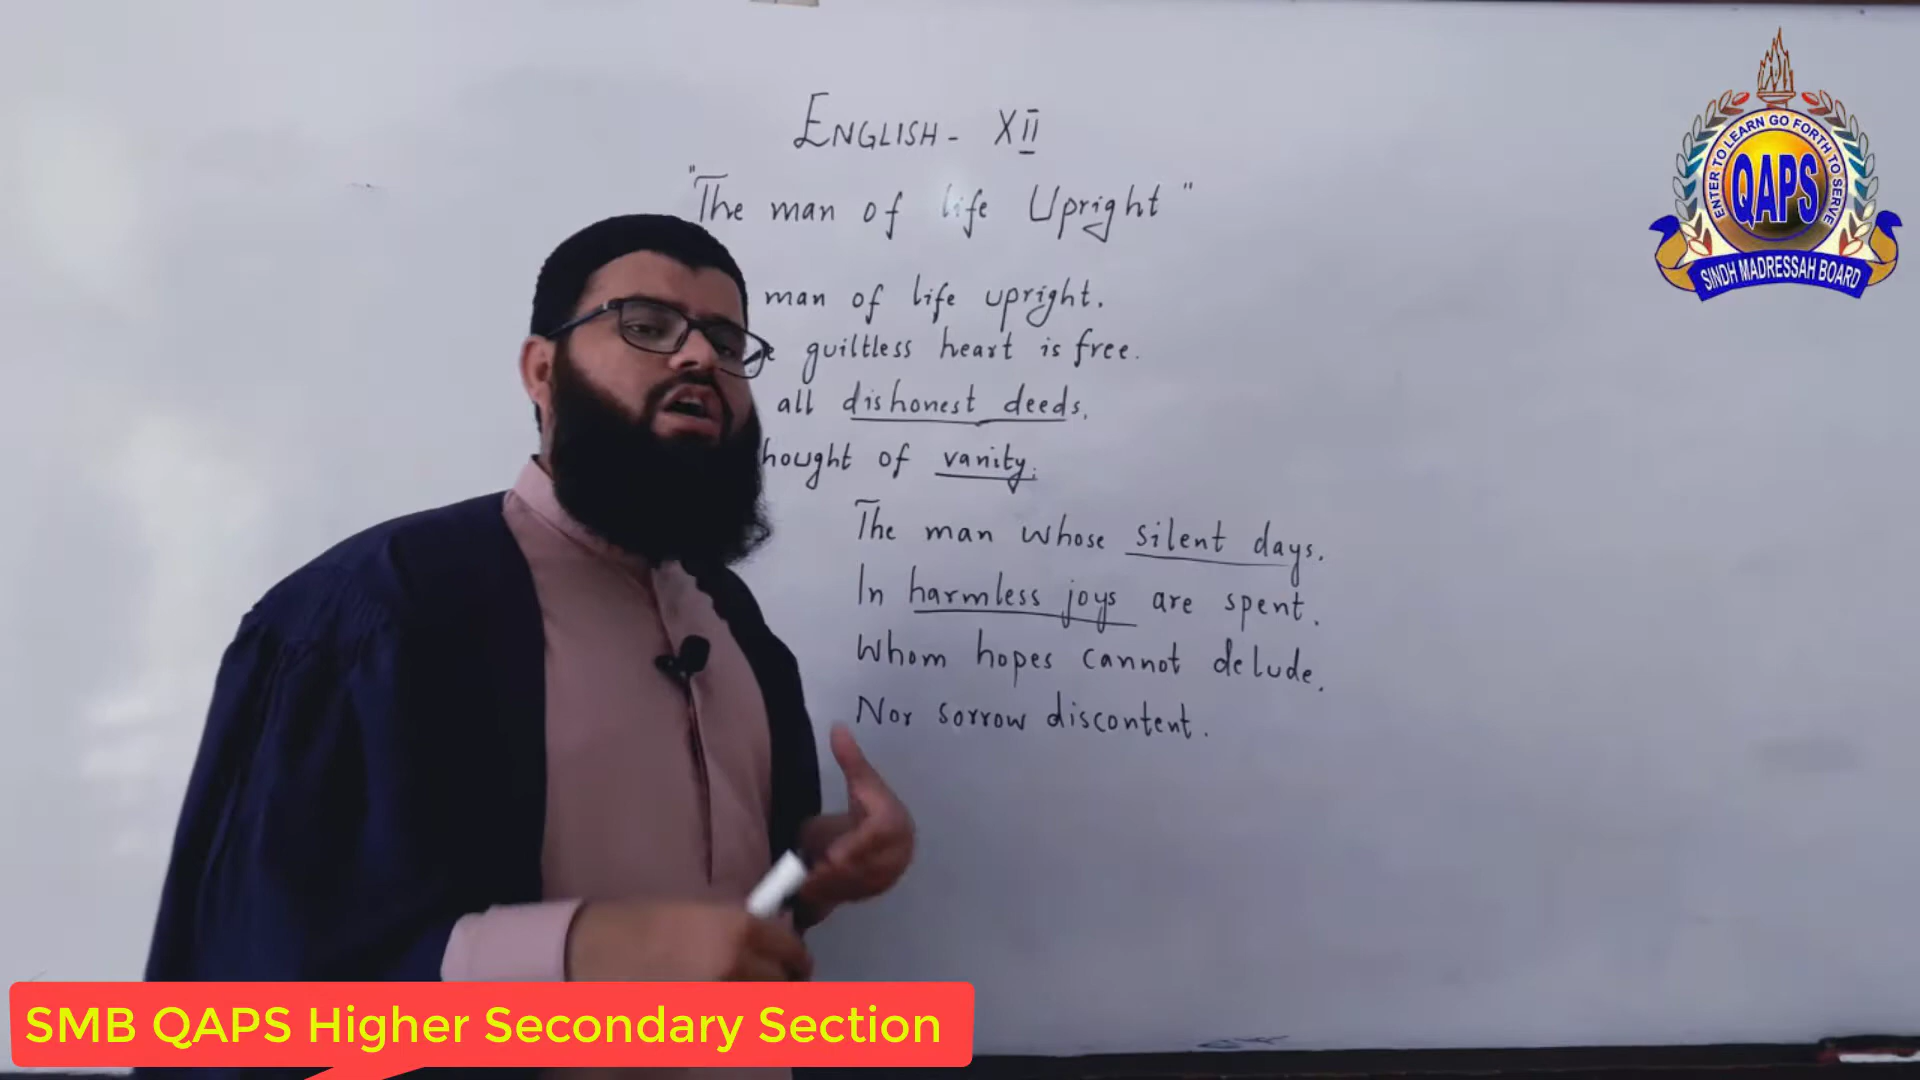 ENGLISH - XII
"The man of life Upright"
man of life upright.
guiltless heart is free.
all dishonest deeds.
hought of vanity.
The man whose silent days.
In harmless joys are spent.
Whom hopes cannot delude.
Nor sorrow discontent.
ENTER TO LEARN GO FORTH TO SERVE
QAPS
SINDH MADRESSAH BOARD
SMB QAPS Higher Secondary Section